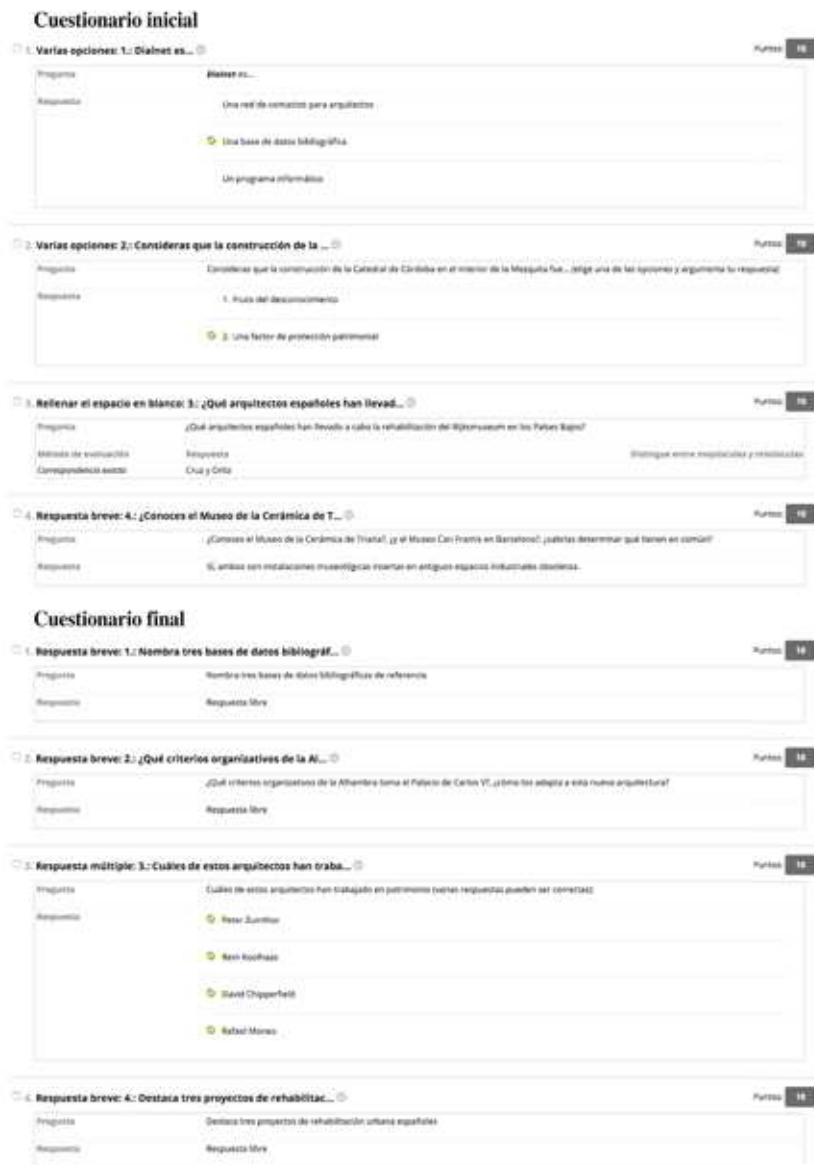 Cuestionario inicial
1. Varias opciones: 1.: Dialnet es... Puntos: 10
Pregunta Dialnet es...
Respuesta Una red de contactos para arquitectos
Una base de datos bibliográfica
Un programa informático
2. Varias opciones: 2.: Consideras que la construcción de la ... Puntos: 10
Pregunta Consideras que la construcción de la Catedral de Córdoba en el interior de la Mezquita fue... (elige una de las opciones y argumenta tu respuesta)
Respuesta 1. Fruto del desconocimiento
2. Una factor de protección patrimonial
3. Rellenar el espacio en blanco: 3.: ¿Qué arquitectos españoles han llevad... Puntos: 10
Pregunta ¿Qué arquitectos españoles han llevado a cabo la rehabilitación del Rijksmuseum en los Países Bajos?
Método de evaluación Respuesta Distingue entre mayúsculas y minúsculas
Correspondencia exacta Cruz y Ortiz
4. Respuesta breve: 4.: ¿Conoces el Museo de la Cerámica de T... Puntos: 10
Pregunta ¿Conoces el Museo de la Cerámica de Triana?, ¿y el Museo Can Framis en Barcelona?, ¿sabrías determinar qué tienen en común?
Respuesta Sí, ambos son instalaciones museológicas insertas en antiguos espacios industriales obsoletos.
Cuestionario final
1. Respuesta breve: 1.: Nombra tres bases de datos bibliográf... Puntos: 10
Pregunta Nombra tres bases de datos bibliográficas de referencia
Respuesta Respuesta libre
2. Respuesta breve: 2.: ¿Qué criterios organizativos de la Al... Puntos: 10
Pregunta ¿Qué criterios organizativos de la Alhambra toma el Palacio de Carlos V?, ¿cómo los adapta a esta nueva arquitectura?
Respuesta Respuesta libre
3. Respuesta múltiple: 3.: Cuáles de estos arquitectos han traba... Puntos: 10
Pregunta Cuáles de estos arquitectos han trabajado en patrimonio (varias respuestas pueden ser correctas)
Respuesta Peter Zumthor
Rem Koolhaas
David Chipperfield
Rafael Moneo
4. Respuesta breve: 4.: Destaca tres proyectos de rehabilitac... Puntos: 10
Pregunta Destaca tres proyectos de rehabilitación urbana españoles
Respuesta Respuesta libre